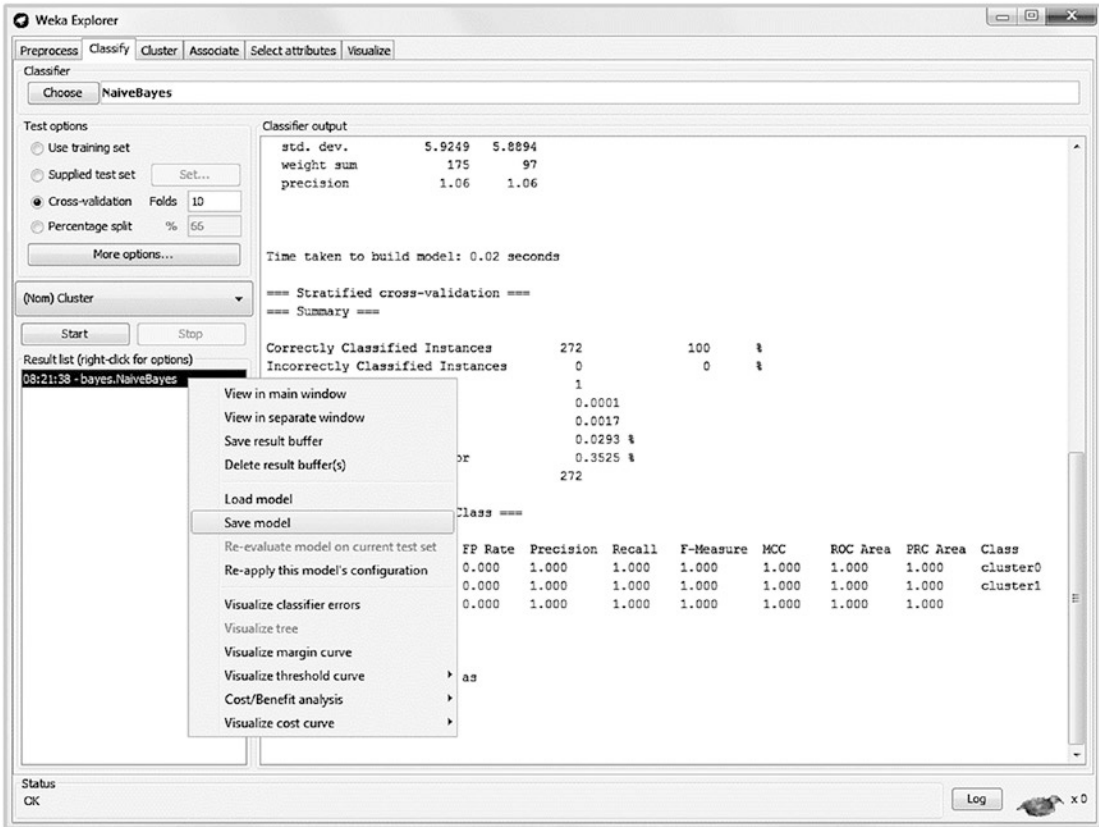 Weka Explorer
Preprocess Classify Cluster Associate Select attributes Visualize
Classifier
Choose NaiveBayes
Test options
Use training set
Supplied test set Set...
Cross-validation Folds 10
Percentage split % 66
More options...
(Nom) Cluster
Start Stop
Result list (right-click for options)
08:21:38 - bayes.NaiveBayes
View in main window
View in separate window
Save result buffer
Delete result buffer(s)
Load model
Save model
Re-evaluate model on current test set
Re-apply this model's configuration
Visualize classifier errors
Visualize tree
Visualize margin curve
Visualize threshold curve
Cost/Benefit analysis
Visualize cost curve
Classifier output
std. dev. 5.9249 5.8894
weight sum 175 97
precision 1.06 1.06
Time taken to build model: 0.02 seconds
=== Stratified cross-validation ===
=== Summary ===
Correctly Classified Instances 272 100 %
Incorrectly Classified Instances 0 0 %
1
0.0001
0.0017
0.0293 %
or 0.3525 %
272
Class ===
FP Rate Precision Recall F-Measure MCC ROC Area PRC Area Class
0.000 1.000 1.000 1.000 1.000 1.000 1.000 cluster0
0.000 1.000 1.000 1.000 1.000 1.000 1.000 cluster1
0.000 1.000 1.000 1.000 1.000 1.000 1.000
as
Status
OK
Log x 0